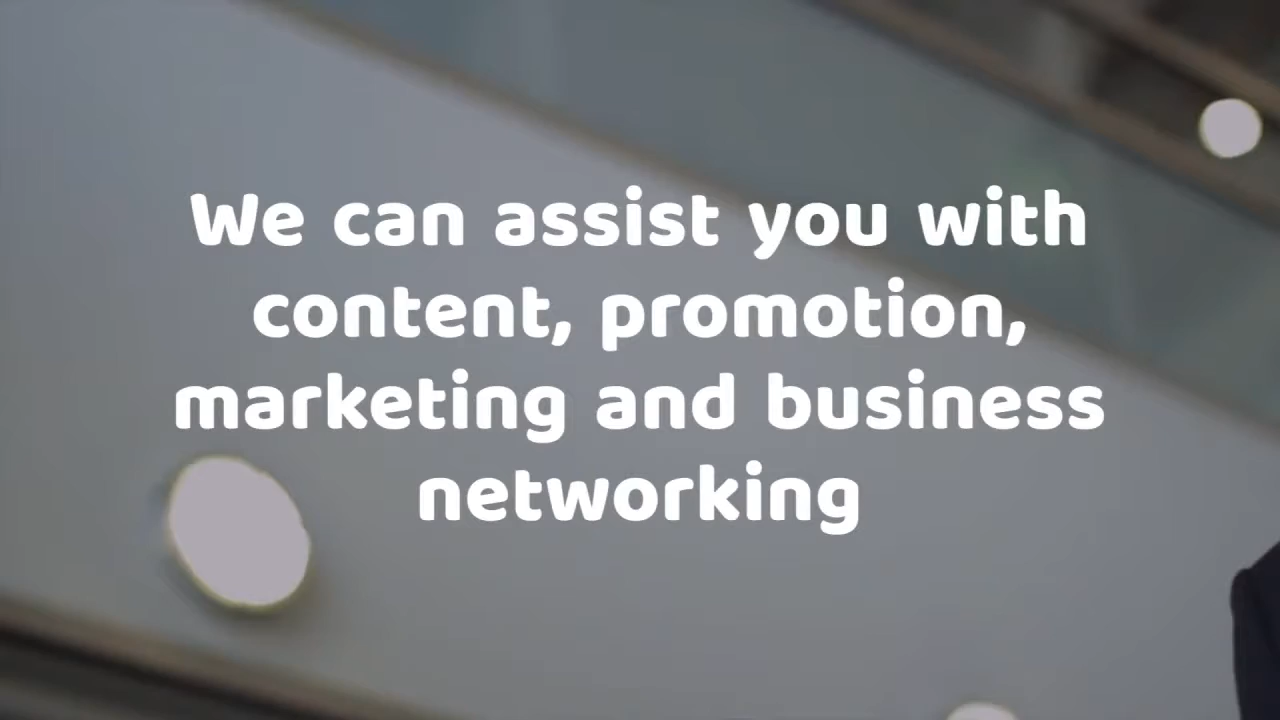 We can assist you with
content, promotion,
marketing and business
networking